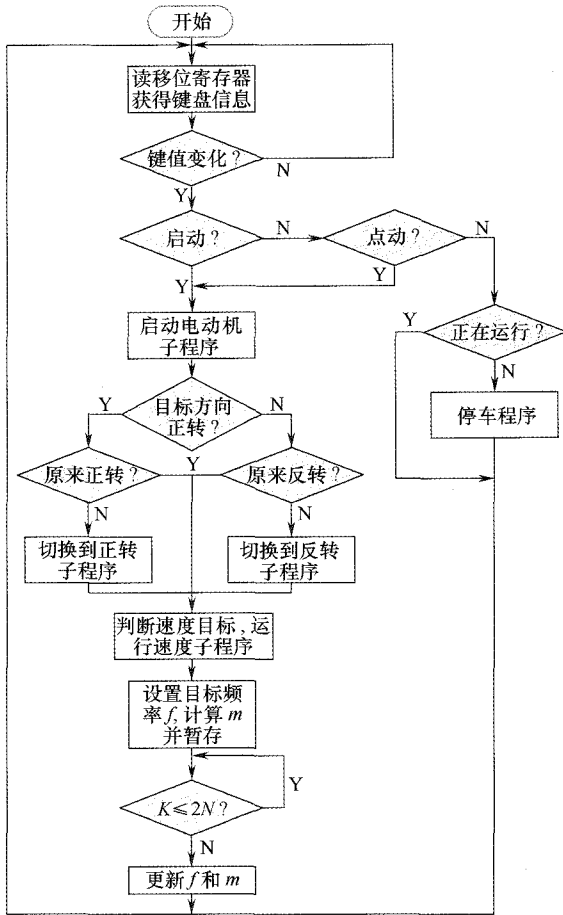 开始
读移位寄存器
获得键盘信息
键值变化?
N
Y
启动?
N
点动?
N
Y
Y
启动电动机
子程序
正在运行?
Y
N
停车程序
目标方向
正转?
Y
N
原来正转?
Y
原来反转?
N
N
切换到正转
子程序
切换到反转
子程序
判断速度目标,运
行速度子程序
设置目标频
率f,计算m
并暂存
Y
K≤2N?
N
更新f和m